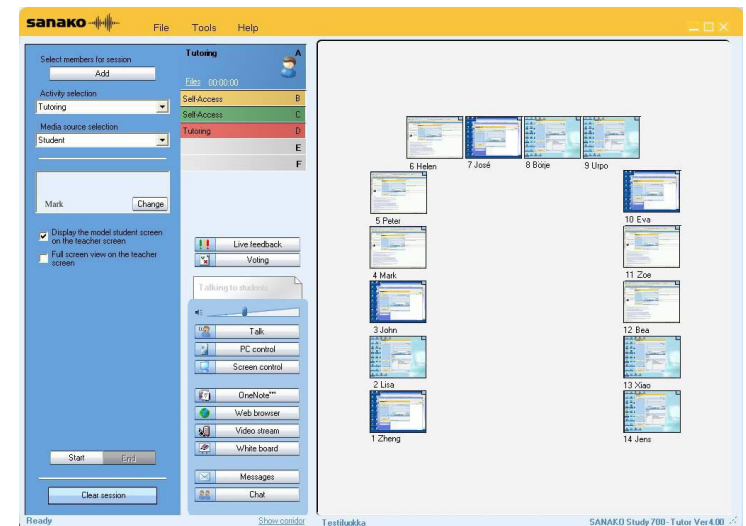 sanako
File Tools Help
Select members for session
Add
Activity selection
Tutoring
Media source selection
Student
Mark
Change
Display the model student screen
on the teacher screen
Full screen view on the teacher
screen
Start
End
Clear session
Ready
Tutoring A
Files 00:00:00
Self-Access B
Self-Access C
Tutoring D
E
F
Live feedback
Voting
Talking to students
Talk
PC control
Screen control
OneNote™
Web browser
Video stream
White board
Messages
Chat
Show corridor
6 Helen
7 José
8 Börje
9 Urpo
5 Peter
10 Eva
4 Mark
11 Zoe
3 John
12 Bea
2 Lisa
13 Xiao
1 Zheng
14 Jens
Testiluokka
SANAKO Study 700 - Tutor Ver4.00